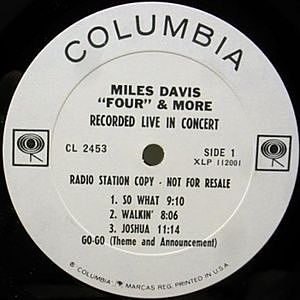 COLUMBIA
MILES DAVIS
"FOUR" & MORE
RECORDED LIVE IN CONCERT
CL 2453
SIDE 1
XLP 112001
RADIO STATION COPY - NOT FOR RESALE
1. SO WHAT 9:10
2. WALKIN' 8:06
3. JOSHUA 11:14
GO-GO (Theme and Announcement)
® COLUMBIA MARCAS REG. PRINTED IN U.S.A.